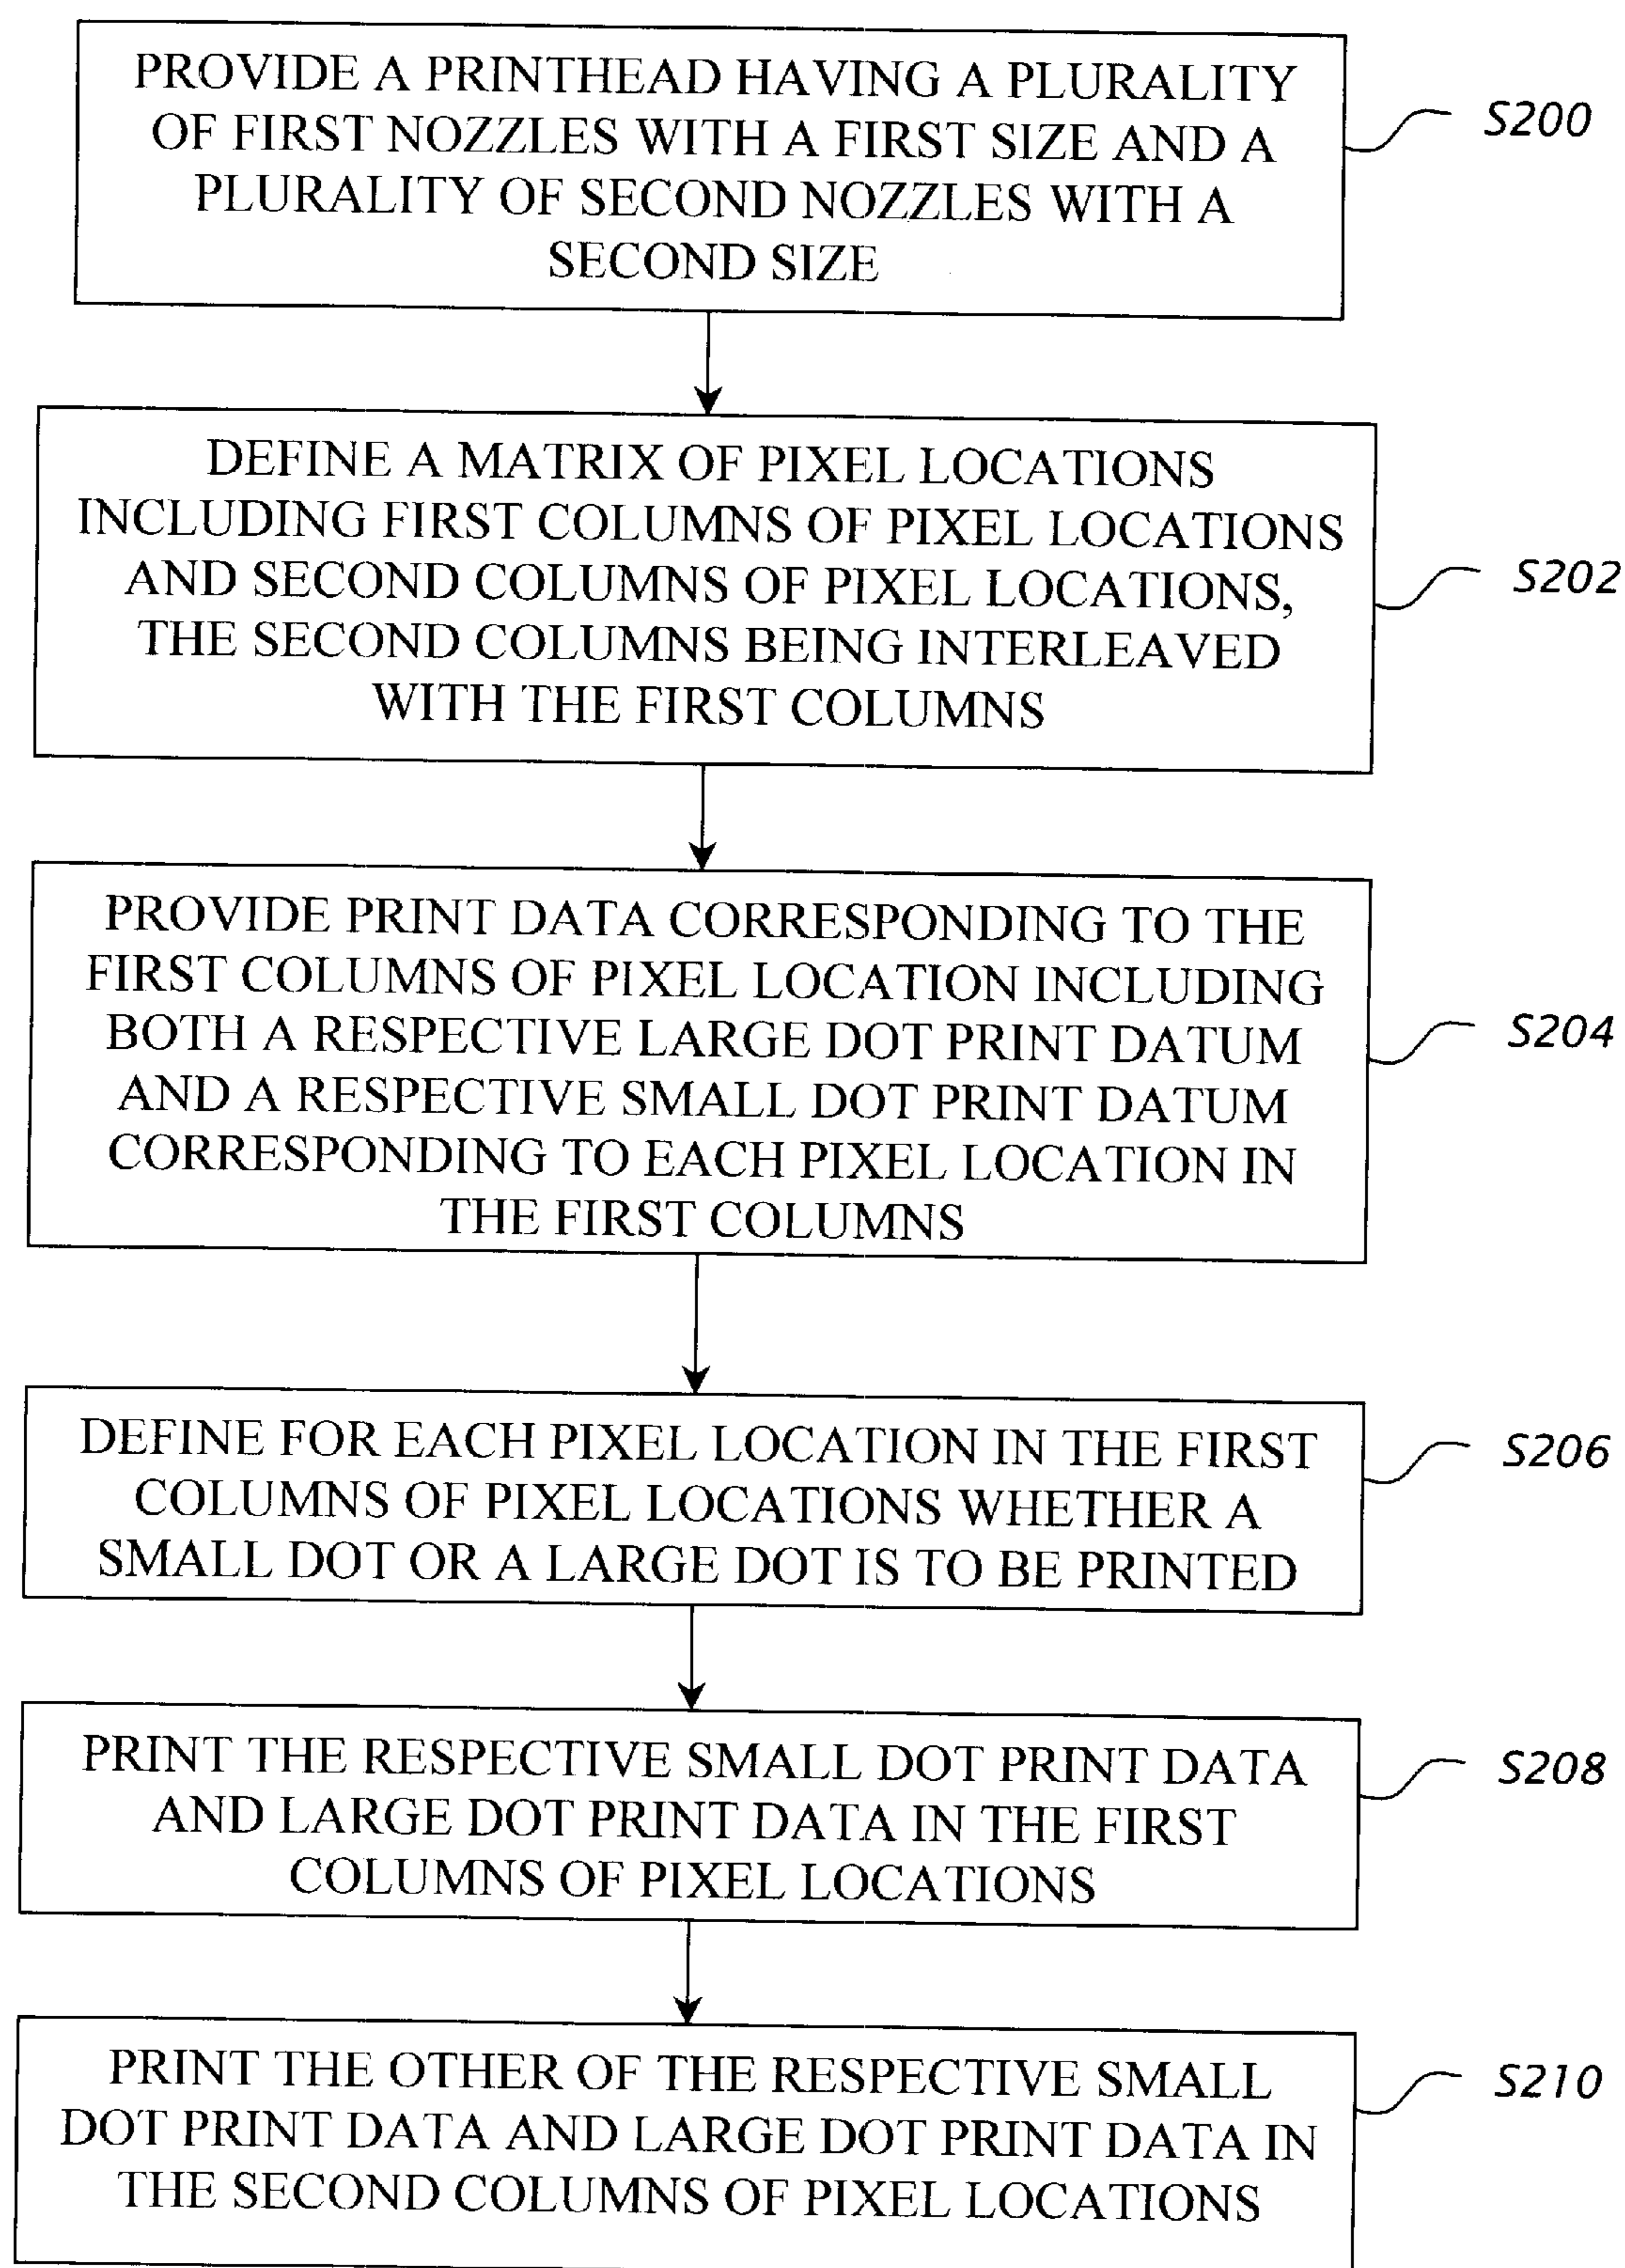 PROVIDE A PRINTHEAD HAVING A PLURALITY
OF FIRST NOZZLES WITH A FIRST SIZE AND A
PLURALITY OF SECOND NOZZLES WITH A
SECOND SIZE
S200
DEFINE A MATRIX OF PIXEL LOCATIONS
INCLUDING FIRST COLUMNS OF PIXEL LOCATIONS
AND SECOND COLUMNS OF PIXEL LOCATIONS,
THE SECOND COLUMNS BEING INTERLEAVED
WITH THE FIRST COLUMNS
S202
PROVIDE PRINT DATA CORRESPONDING TO THE
FIRST COLUMNS OF PIXEL LOCATION INCLUDING
BOTH A RESPECTIVE LARGE DOT PRINT DATUM
AND A RESPECTIVE SMALL DOT PRINT DATUM
CORRESPONDING TO EACH PIXEL LOCATION IN
THE FIRST COLUMNS
S204
DEFINE FOR EACH PIXEL LOCATION IN THE FIRST
COLUMNS OF PIXEL LOCATIONS WHETHER A
SMALL DOT OR A LARGE DOT IS TO BE PRINTED
S206
PRINT THE RESPECTIVE SMALL DOT PRINT DATA
AND LARGE DOT PRINT DATA IN THE FIRST
COLUMNS OF PIXEL LOCATIONS
S208
PRINT THE OTHER OF THE RESPECTIVE SMALL
DOT PRINT DATA AND LARGE DOT PRINT DATA IN
THE SECOND COLUMNS OF PIXEL LOCATIONS
S210